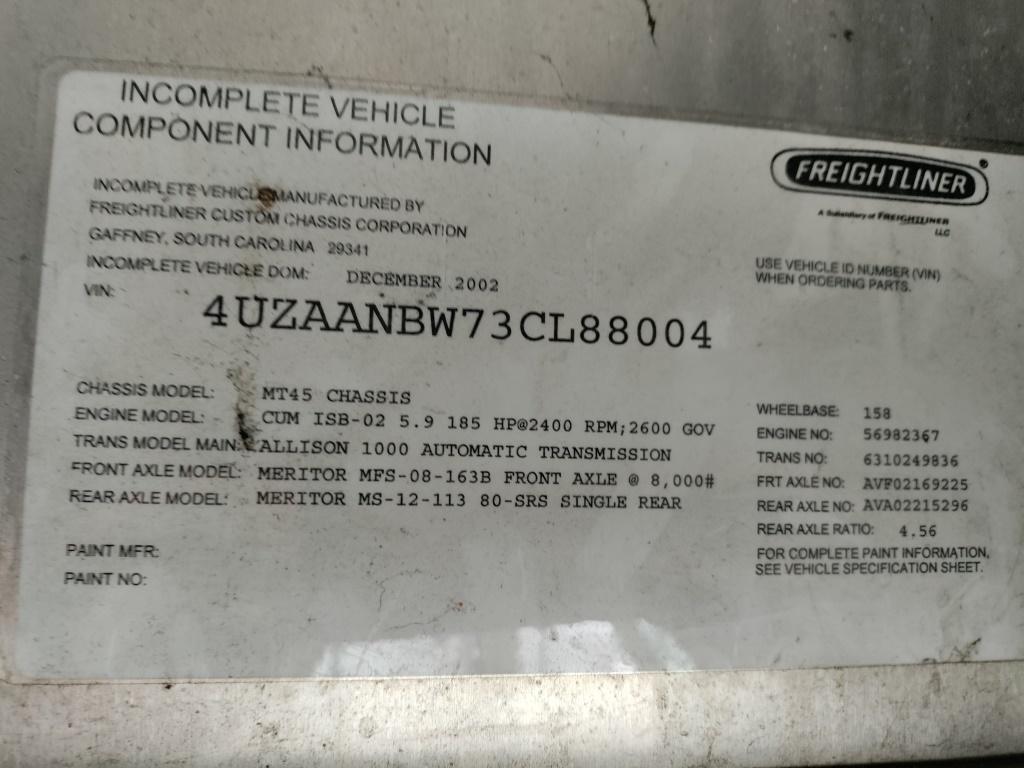 INCOMPLETE VEHICLE
COMPONENT INFORMATION
FREIGHTLINER
A Subsidiary of FREIGHTLINER
LLC
INCOMPLETE VEHICLE MANUFACTURED BY
FREIGHTLINER CUSTOM CHASSIS CORPORATION
GAFFNEY, SOUTH CAROLINA 29341
INCOMPLETE VEHICLE DOM: DECEMBER 2002
USE VEHICLE ID NUMBER (VIN)
WHEN ORDERING PARTS.
VIN: 4UZAANBW73CL88004
CHASSIS MODEL: MT45 CHASSIS
ENGINE MODEL: CUM ISB-02 5.9 185 HP@2400 RPM;2600 GOV
TRANS MODEL MAIN: ALLISON 1000 AUTOMATIC TRANSMISSION
FRONT AXLE MODEL: MERITOR MFS-08-163B FRONT AXLE @ 8,000#
REAR AXLE MODEL: MERITOR MS-12-113 80-SRS SINGLE REAR
PAINT MFR:
PAINT NO:
WHEELBASE: 158
ENGINE NO: 56982367
TRANS NO: 6310249836
FRT AXLE NO: AVF02169225
REAR AXLE NO: AVA02215296
REAR AXLE RATIO: 4.56
FOR COMPLETE PAINT INFORMATION,
SEE VEHICLE SPECIFICATION SHEET.